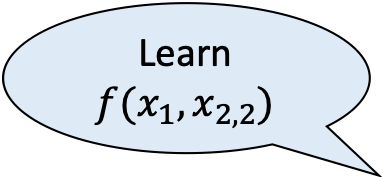 Learn
f(x₁, x₂,₂)